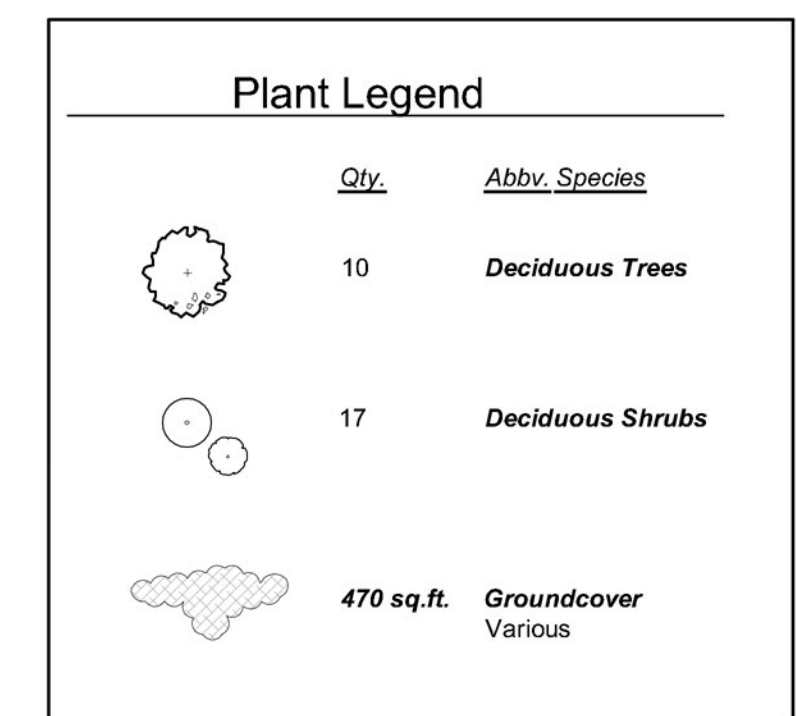 Plant Legend
Qty. Abbv. Species
10 Deciduous Trees
17 Deciduous Shrubs
470 sq.ft. Groundcover
Various